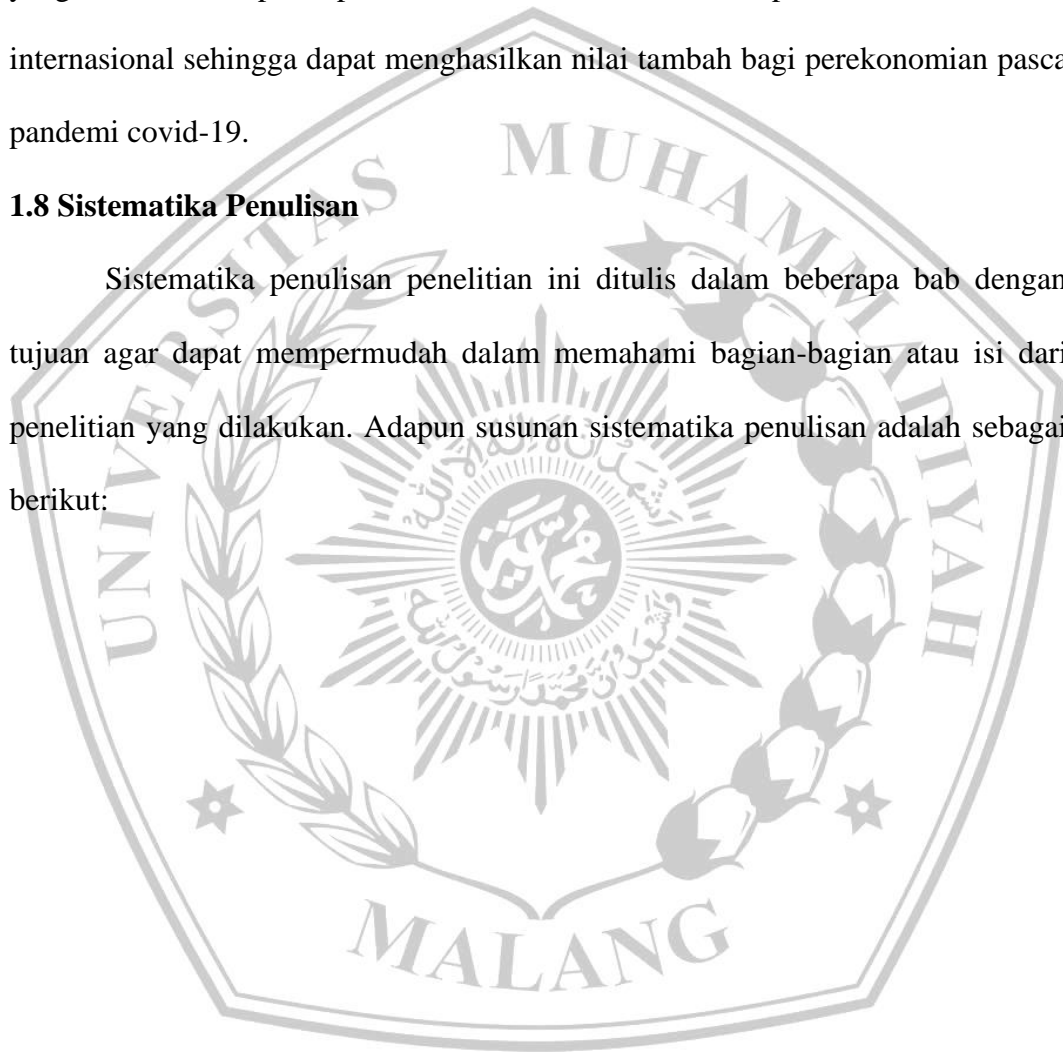 internasional sehingga dapat menghasilkan nilai tambah bagi perekonomian pasca
pandemi covid-19.
1.8 Sistematika Penulisan
Sistematika penulisan penelitian ini ditulis dalam beberapa bab dengan
tujuan agar dapat mempermudah dalam memahami bagian-bagian atau isi dari
penelitian yang dilakukan. Adapun susunan sistematika penulisan adalah sebagai
berikut:
UNIVERSITAS MUHAMMADIYAH
MALANG